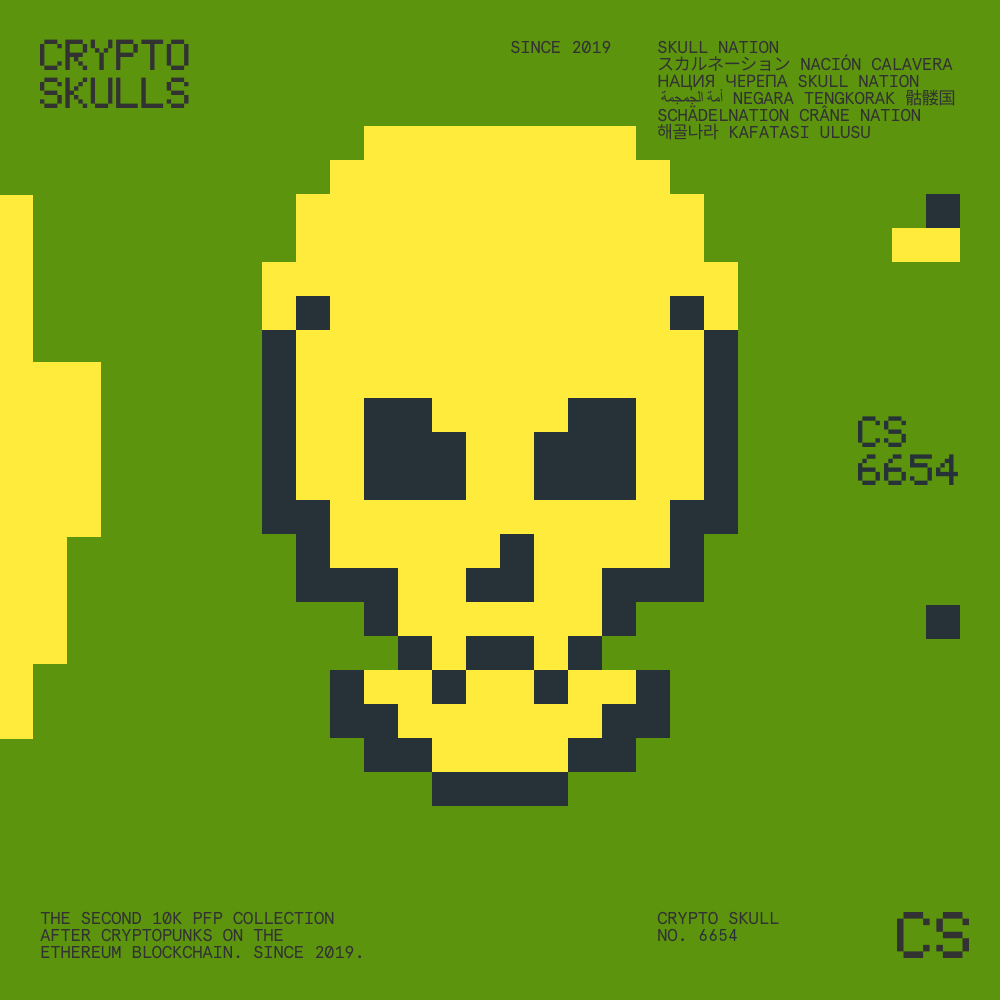 CRYPTO
SKULLS
SINCE 2019
SKULL NATION
スカルネーション NACIÓN CALAVERA
НАЦИЯ ЧЕРЕПА SKULL NATION
أمة الجمجمة NEGARA TENGKORAK 骷髅国
SCHÄDELNATION CRÂNE NATION
해골나라 KAFATASI ULUSU
CS
6654
THE SECOND 10K PFP COLLECTION
AFTER CRYPTOPUNKS ON THE
ETHEREUM BLOCKCHAIN. SINCE 2019.
CRYPTO SKULL
NO. 6654
CS